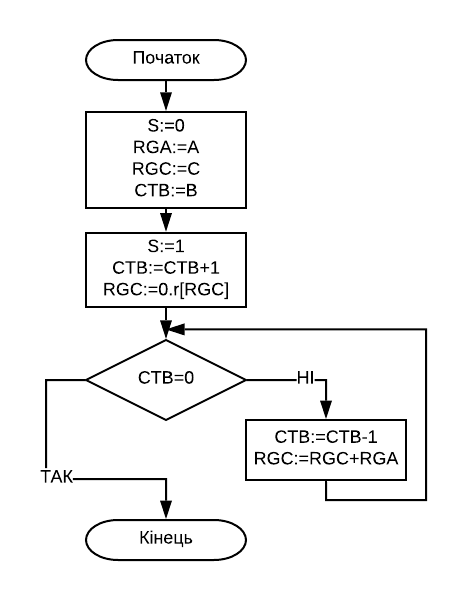 Початок
S:=0
RGA:=A
RGC:=C
CTB:=B
S:=1
CTB:=CTB+1
RGC:=0.r[RGC]
CTB=0
НІ
CTB:=CTB-1
RGC:=RGC+RGA
ТАК
Кінець